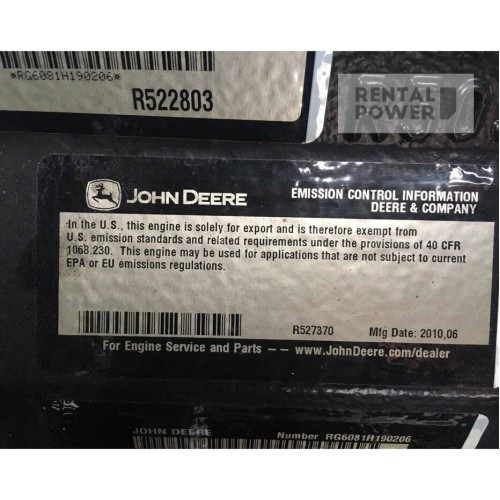 *RG6081H190206*
R522803
RENTAL
POWER
JOHN DEERE
EMISSION CONTROL INFORMATION
DEERE & COMPANY
In the U.S., this engine is solely for export and is therefore exempt from
U.S. emission standards and related requirements under the provisions of 40 CFR
1068.230. This engine may be used for applications that are not subject to current
EPA or EU emissions regulations.
R527370 Mfg Date: 2010,06
For Engine Service and Parts –– www.JohnDeere.com/dealer
JOHN DEERE Number RG6081H190206